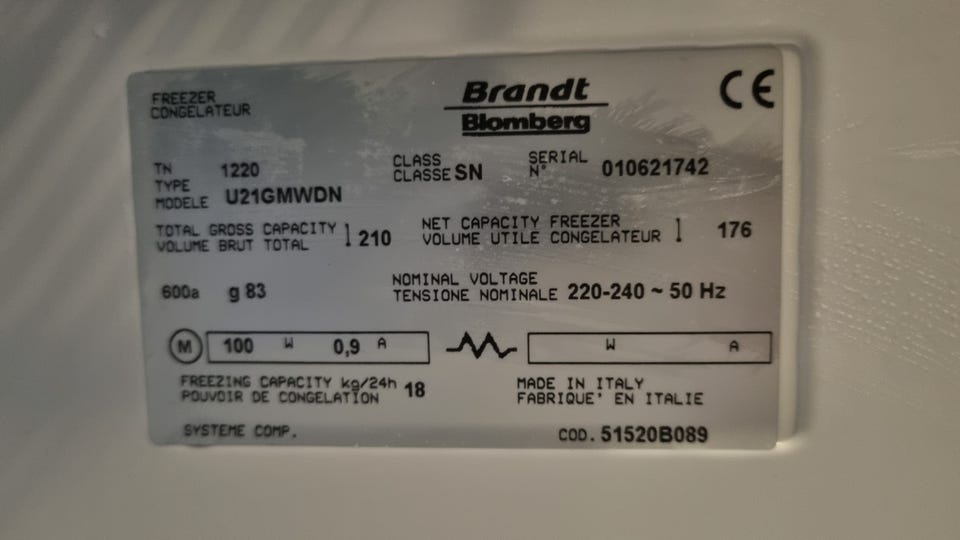 FREEZER
CONGELATEUR
Brandt
Blomberg
CE
TN 1220
CLASS
CLASSE SN
SERIAL
N° 010621742
TYPE
MODELE U21GMWDN
TOTAL GROSS CAPACITY
VOLUME BRUT TOTAL l 210
NET CAPACITY FREEZER
VOLUME UTILE CONGELATEUR l 176
600a g 83
NOMINAL VOLTAGE
TENSIONE NOMINALE 220-240 ~ 50 Hz
M 100 W 0,9 A
W A
FREEZING CAPACITY kg/24h
POUVOIR DE CONGELATION 18
MADE IN ITALY
FABRIQUE' EN ITALIE
SYSTEME COMP.
COD. 51520B089